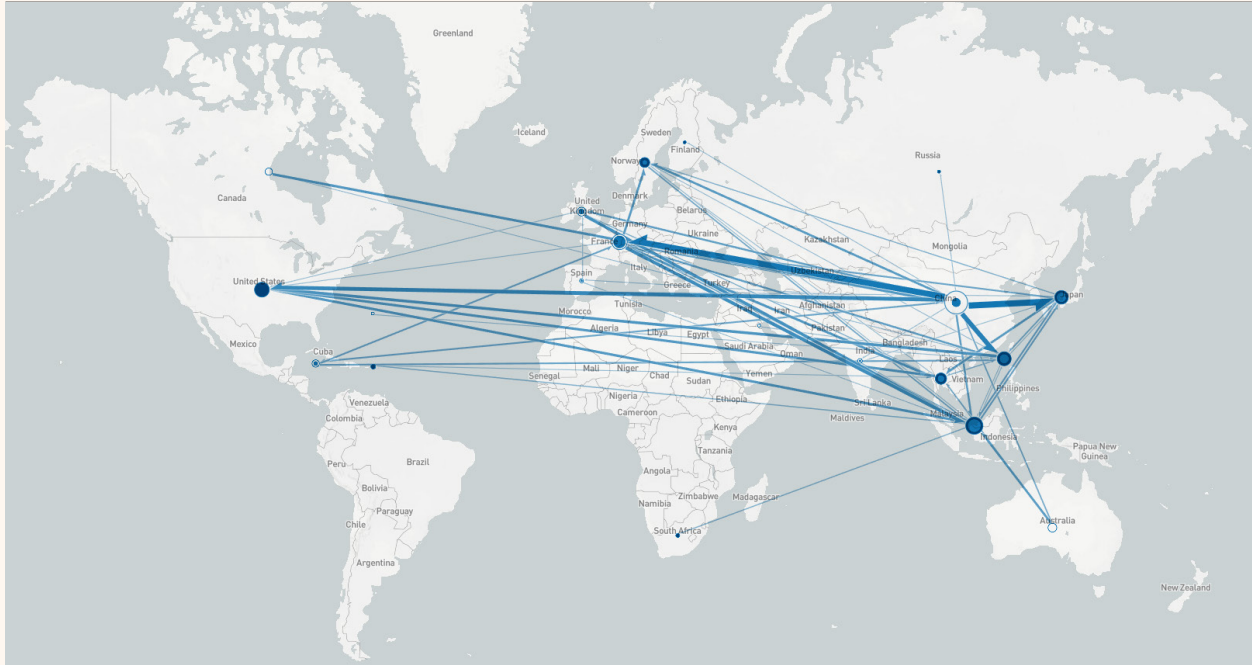 Greenland
Iceland
Sweden
Finland
Norway
Russia
Canada
Denmark
United
Kingdom
Belarus
Germany
Ukraine
France
Kazakhstan
Mongolia
Romania
Italy
Uzbekistan
Spain
Greece
Turkey
United States
China
Japan
Tunisia
Morocco
Iraq
Iran
Afghanistan
Algeria
Libya
Egypt
Pakistan
Mexico
Saudi Arabia
Bangladesh
Cuba
Oman
India
Laos
Mali
Niger
Chad
Yemen
Vietnam
Senegal
Sudan
Philippines
Nigeria
Ethiopia
Venezuela
Sri Lanka
Cameroon
Malaysia
Colombia
Maldives
Kenya
Indonesia
Papua New
Guinea
Tanzania
Peru
Brazil
Angola
Bolivia
Zimbabwe
Madagascar
Namibia
Paraguay
Chile
Australia
South Africa
Argentina
New Zealand